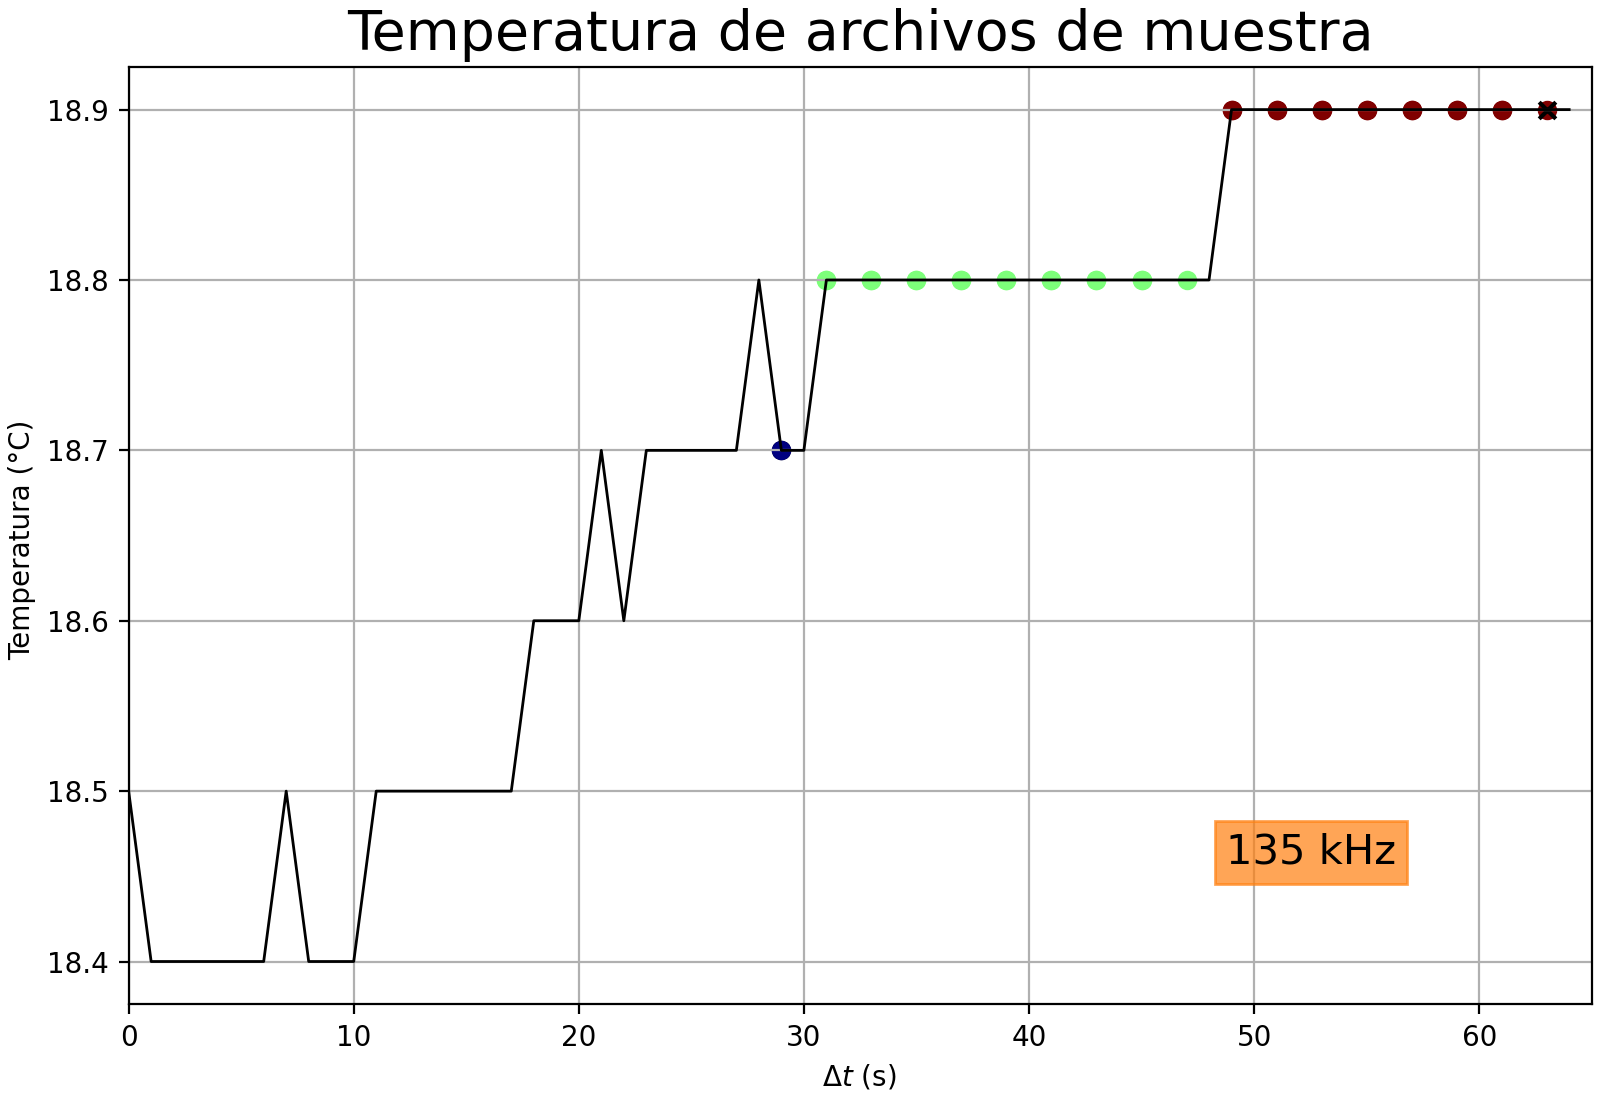 Temperatura de archivos de muestra
Temperatura (°C)
18.9
18.8
18.7
18.6
18.5
18.4
135 kHz
0 10 20 30 40 50 60
Δt (s)